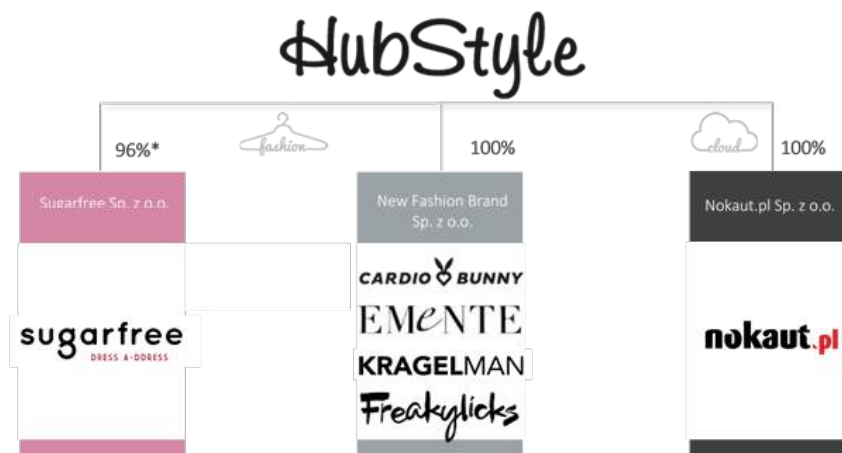 HubStyle
96%*
fashion
100%
cloud
100%
Sugarfree Sp. z o.o.
New Fashion Brand
Sp. z o.o.
Nokaut.pl Sp. z o.o.
sugarfree
DRESS A-DDRESS
CARDIO BUNNY
EMeNTE
KRAGELMAN
Freakylicks
nokaut.pl